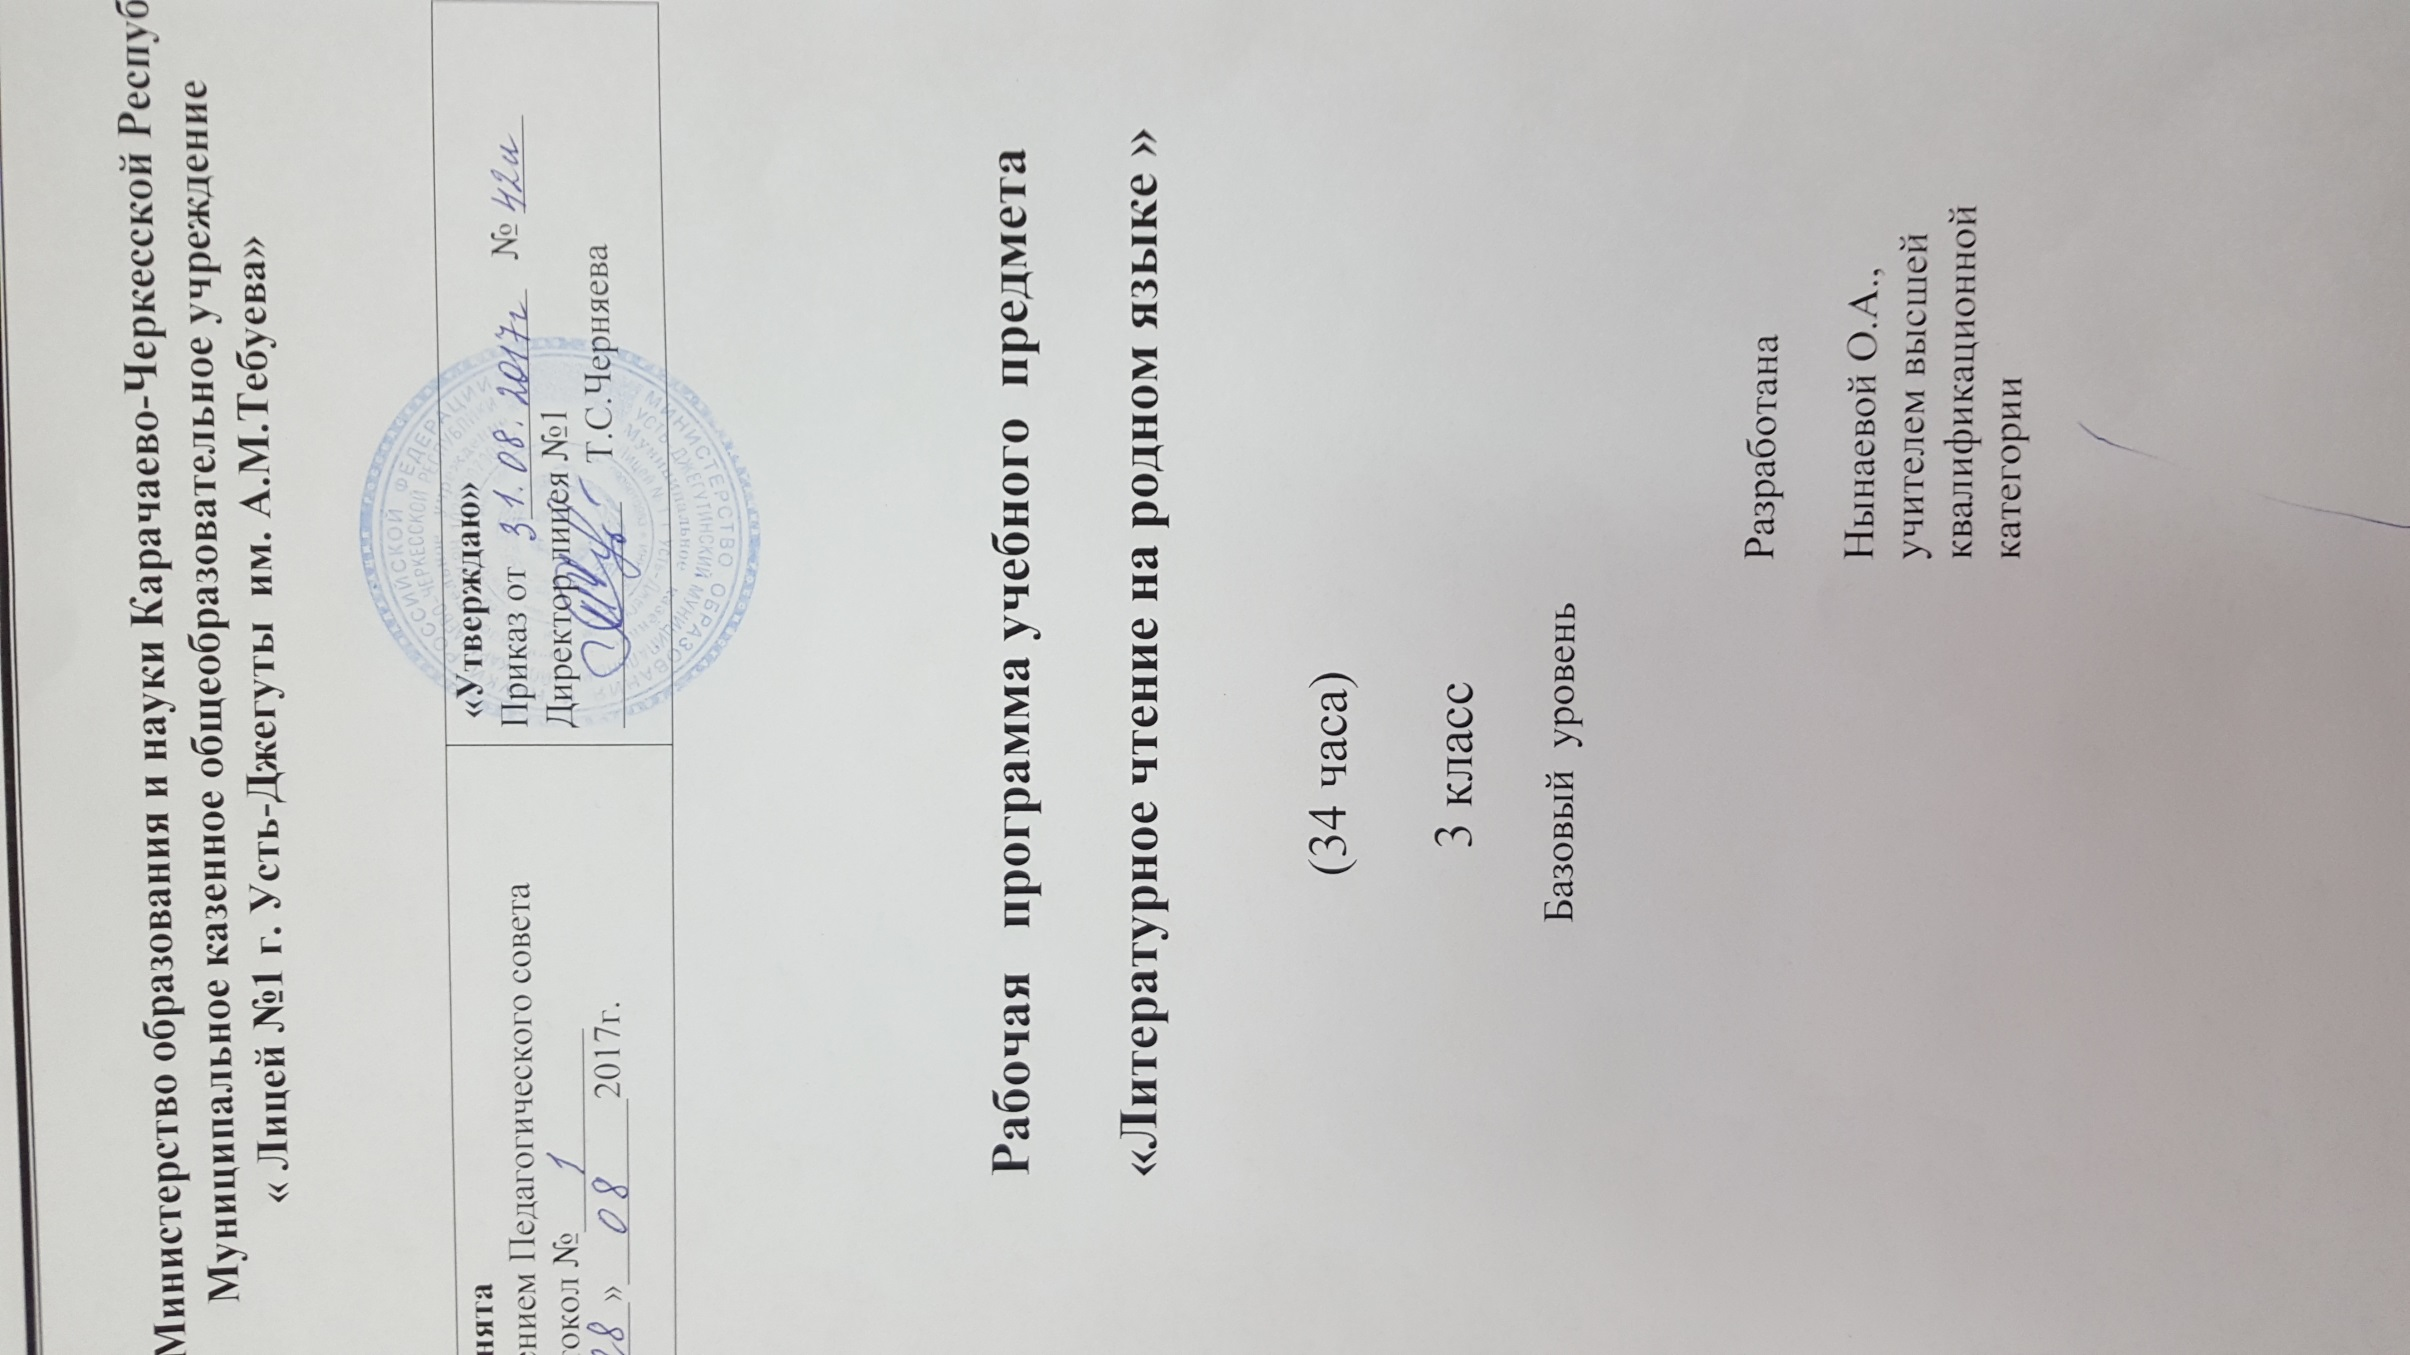 Министерство образования и науки Карачаево-Черкесской Респуб
Муниципальное казенное общеобразовательное учреждение
« Лицей №1 г. Усть-Джегуты им. А.М.Тебуева»
нята
ением Педагогического совета
окол № 1
28 » 08 2017г.
«Утверждаю»
Приказ от 31.08.2017г № 42и
Директор лицея №1
Т.С.Черняева
Рабочая программа учебного предмета
«Литературное чтение на родном языке »
(34 часа)
3 класс
Базовый уровень
Разработана
Нынаевой О.А.,
учителем высшей
квалификационной
категории